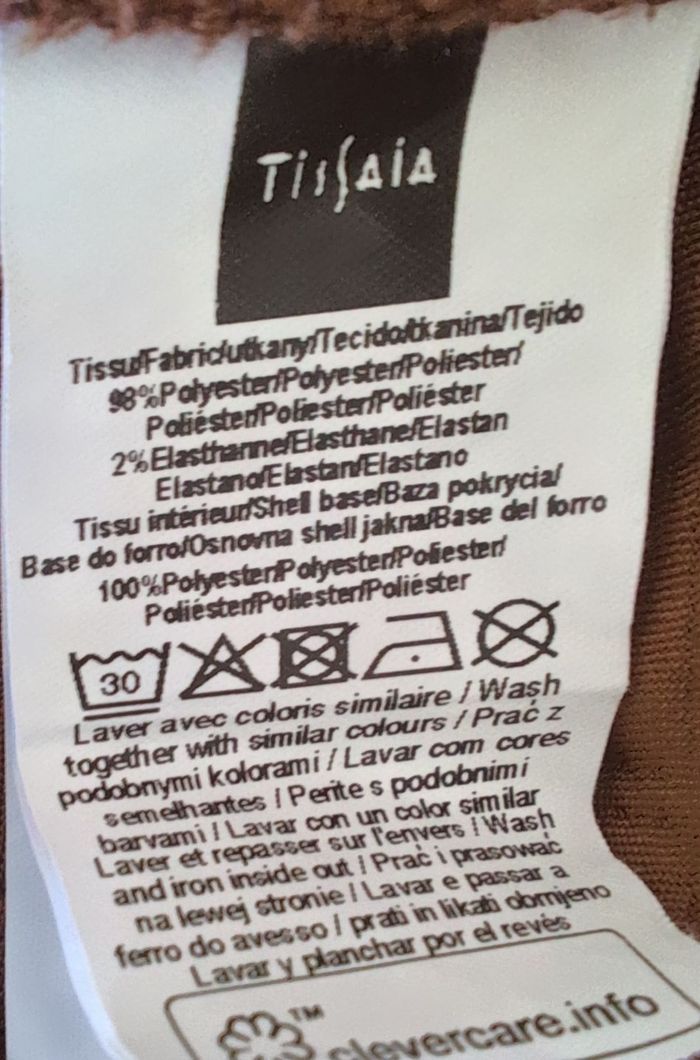 TissAiA
Tissu/Fabric/utkany/Tecido/tkanina/Tejido
98%Polyester/Polyester/Poliester/
Poliéster/Poliester/Poliéster
2%Elasthanne/Elasthane/Elastan
Elastano/Elastan/Elastano
Tissu intérieur/Shell base/Baza pokrycia/
Base do forro/Osnovna shell jakna/Base del forro
100%Polyester/Polyester/Poliester/
Poliéster/Poliester/Poliéster
30
Laver avec coloris similaire / Wash
together with similar colours / Prać z
podobnymi kolorami / Lavar com cores
semelhantes / Perite s podobnimi
barvami / Lavar con un color similar
Laver et repasser sur l'envers / Wash
and iron inside out / Prać i prasować
na lewej stronie / Lavar e passar a
ferro do avesso / prati in likati obrnjeno
Lavar y planchar por el revés
TM
clevercare.info